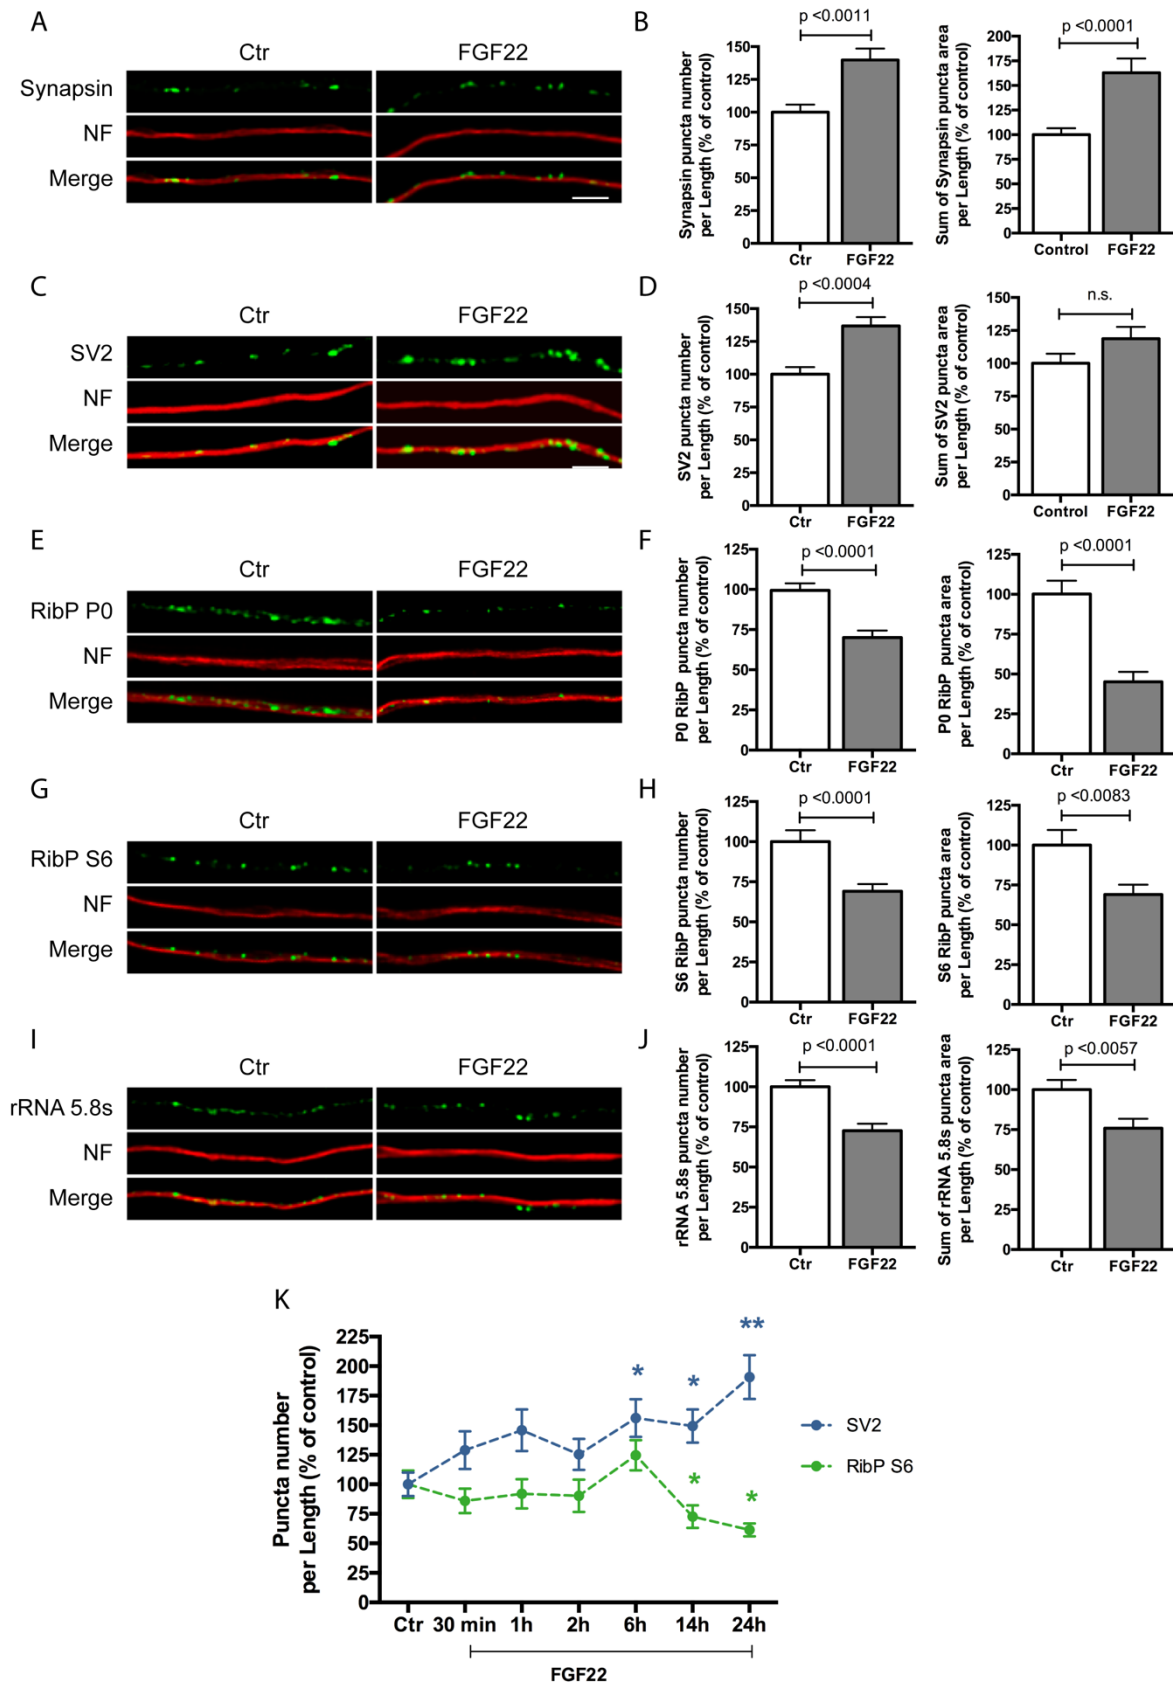 A
Ctr FGF22
Synapsin
NF
Merge
B
p <0.0011
Synapsin puncta number
per Length (% of control)
150
125
100
75
50
25
0
Ctr FGF22
p <0.0001
Sum of Synapsin puncta area
per Length (% of control)
200
175
150
125
100
75
50
25
0
Control FGF22
C
Ctr FGF22
SV2
NF
Merge
D
p <0.0004
SV2 puncta number
per Length (% of control)
150
125
100
75
50
25
0
Ctr FGF22
n.s.
Sum of SV2 puncta area
per Length (% of control)
150
125
100
75
50
25
0
Control FGF22
E
Ctr FGF22
RibP P0
NF
Merge
F
p <0.0001
P0 RibP puncta number
per Length (% of control)
125
100
75
50
25
0
Ctr FGF22
p <0.0001
P0 RibP puncta area
per Length (% of control)
125
100
75
50
25
0
Ctr FGF22
G
Ctr FGF22
RibP S6
NF
Merge
H
p <0.0001
S6 RibP puncta number
per Length (% of control)
125
100
75
50
25
0
Ctr FGF22
p <0.0083
S6 RibP puncta area
per Length (% of control)
125
100
75
50
25
0
Ctr FGF22
I
Ctr FGF22
rRNA 5.8s
NF
Merge
J
p <0.0001
rRNA 5.8s puncta number
per Length (% of control)
125
100
75
50
25
0
Ctr FGF22
p <0.0057
Sum of rRNA 5.8s puncta area
per Length (% of control)
125
100
75
50
25
0
Ctr FGF22
K
Puncta number
per Length (% of control)
225
200
175
150
125
100
75
50
25
0
* * **
* *
SV2
RibP S6
Ctr 30 min 1h 2h 6h 14h 24h
FGF22